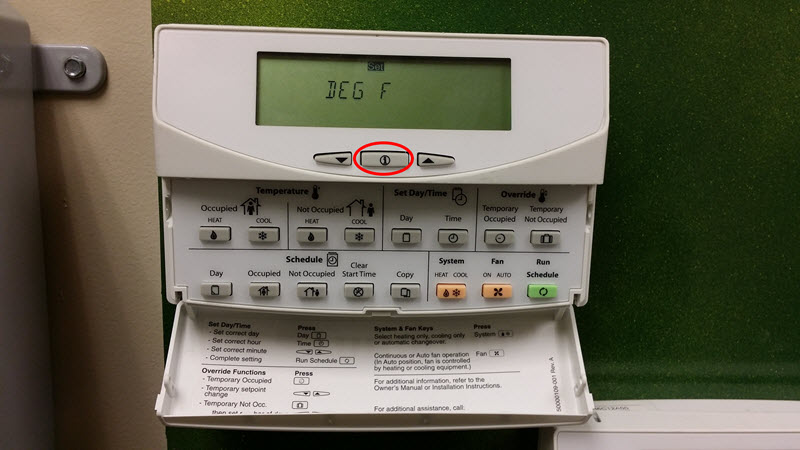 Set
DEG F
Temperature
Set Day/Time
Override
Occupied
Not Occupied
Day
Time
Temporary
Occupied
Temporary
Not Occupied
HEAT
COOL
HEAT
COOL
Schedule
Clear
Start Time
System
Fan
Run
Day
Occupied
Not Occupied
Copy
HEAT COOL
ON AUTO
Schedule
Set Day/Time
- Set correct day
- Set correct hour
- Set correct minute
- Complete setting
Press
Day
Time
Run Schedule
Override Functions
- Temporary Occupied
- Temporary setpoint
change
- Temporary Not Occ.
Press
System & Fan Keys
Select heating only, cooling only
or automatic changeover.
Press
System
Continuous or Auto fan operation
(In Auto position, fan is controlled
by heating or cooling equipment.)
Fan
For additional information, refer to the
Owner's Manual or Installation Instructions.
For additional assistance, call:
50000109-001 Rev. A